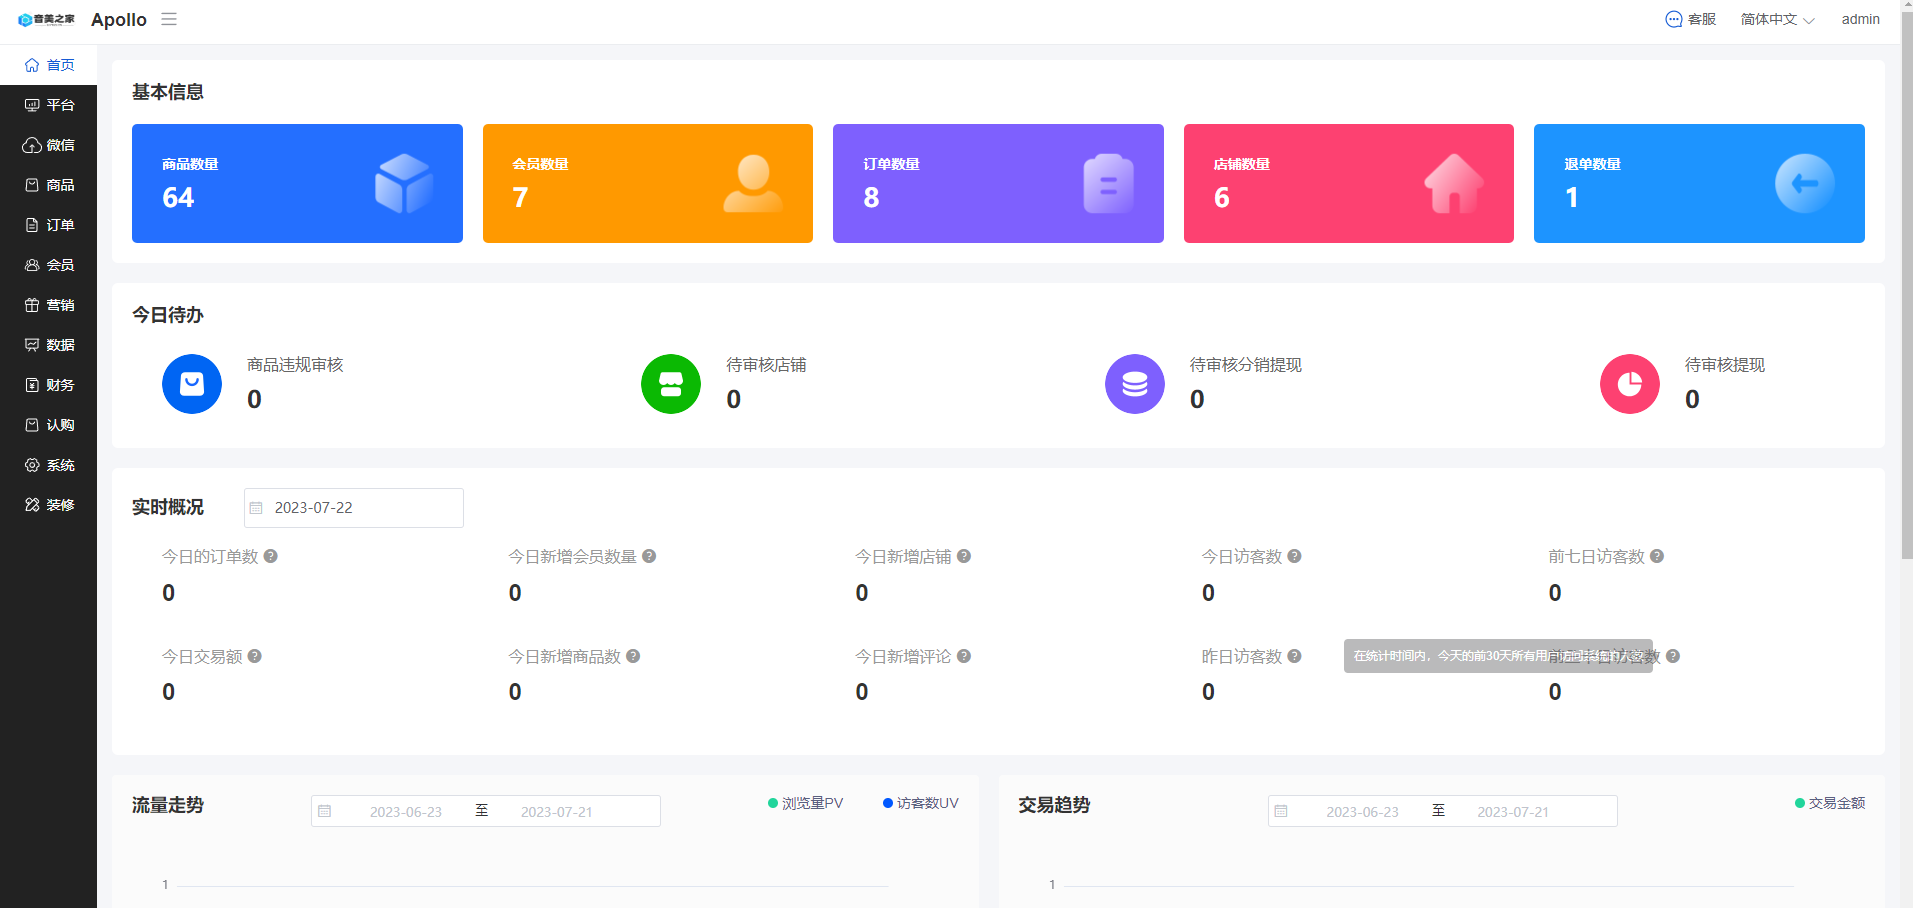 音美之家 Apollo
客服 简体中文 admin
首页
平台
微信
商品
订单
会员
营销
数据
财务
认购
系统
装修
基本信息
商品数量
64
会员数量
7
订单数量
8
店铺数量
6
退单数量
1
今日待办
商品违规审核
0
待审核店铺
0
待审核分销提现
0
待审核提现
0
实时概况 2023-07-22
今日的订单数 ? 今日新增会员数量 ? 今日新增店铺 ? 今日访客数 ? 前七日访客数 ?
0 0 0 0 0
今日交易额 ? 今日新增商品数 ? 今日新增评论 ? 昨日访客数 ? 在统计时间内，今天的前30天所有用户访问系统的人数 ?
0 0 0 0 0
流量走势 2023-06-23 至 2023-07-21 浏览量PV 访客数UV
1
交易趋势 2023-06-23 至 2023-07-21 交易金额
1